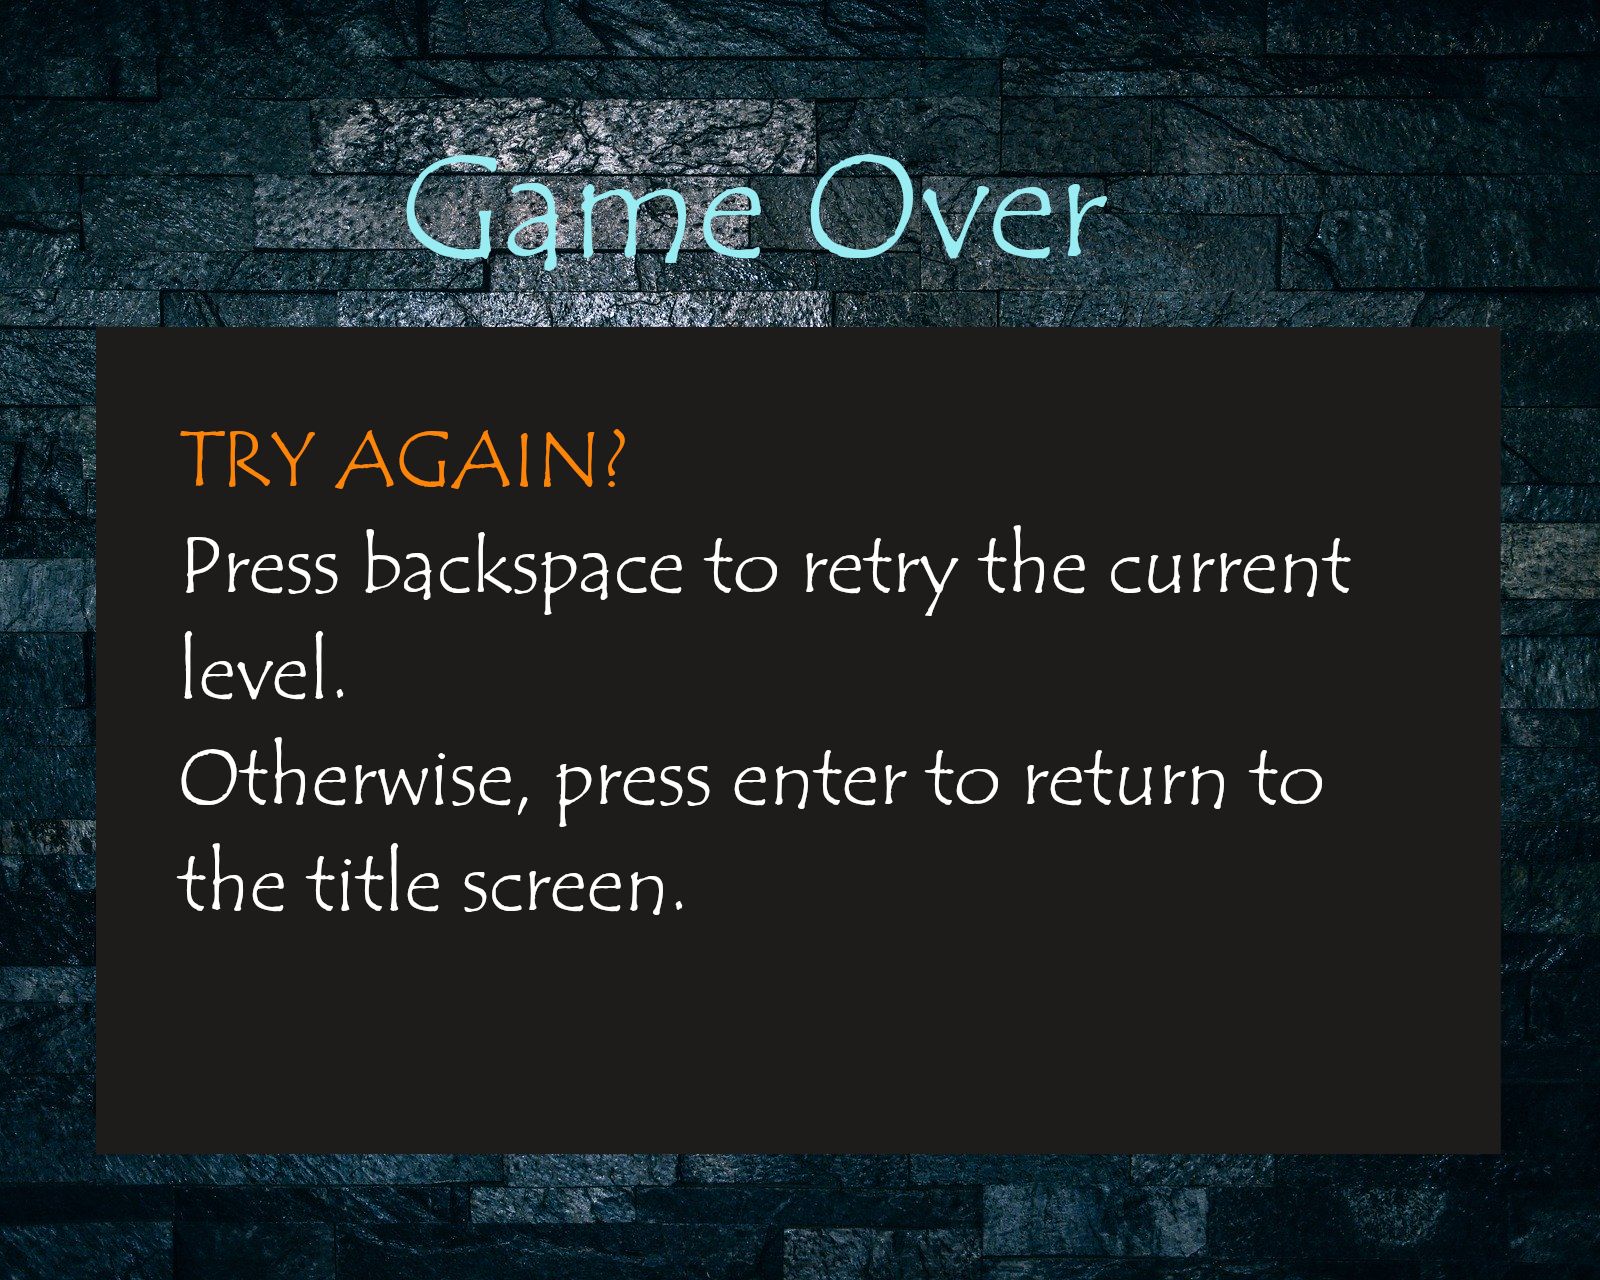 Game Over
TRY AGAIN?
Press backspace to retry the current
level.
Otherwise, press enter to return to
the title screen.